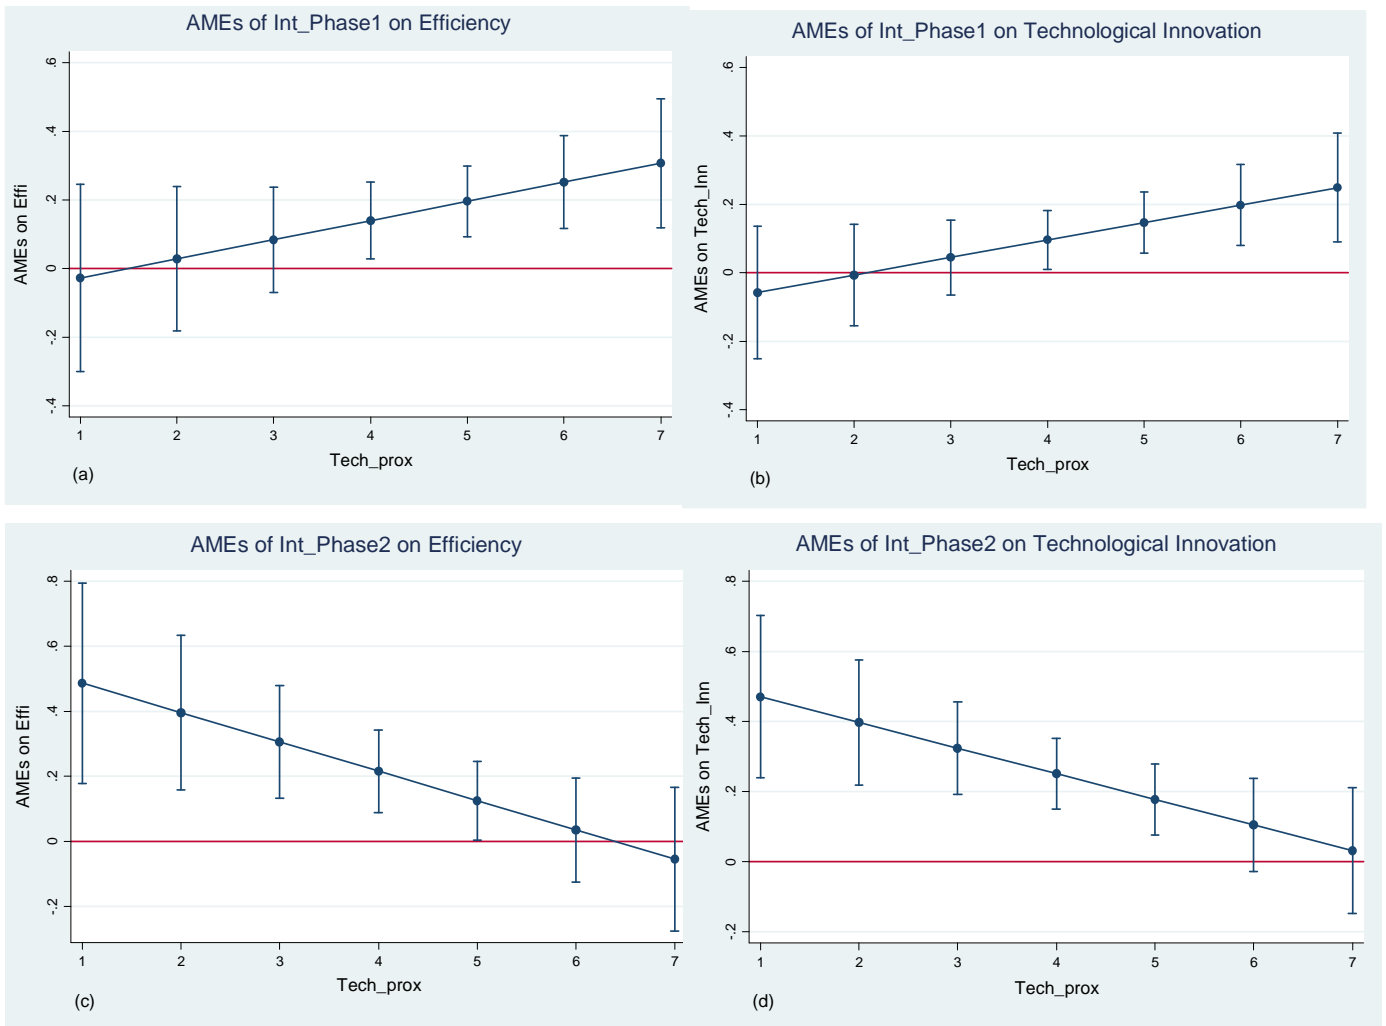 AMEs of Int_Phase1 on Efficiency
AMEs on Effi
.6
.4
.2
0
-.2
-.4
1 2 3 4 5 6 7
Tech_prox
(a)
AMEs of Int_Phase1 on Technological Innovation
AMEs on Tech_Inn
.6
.4
.2
0
-.2
-.4
1 2 3 4 5 6 7
Tech_prox
(b)
AMEs of Int_Phase2 on Efficiency
AMEs on Effi
.8
.6
.4
.2
0
-.2
1 2 3 4 5 6 7
Tech_prox
(c)
AMEs of Int_Phase2 on Technological Innovation
AMEs on Tech_Inn
.8
.6
.4
.2
0
-.2
1 2 3 4 5 6 7
Tech_prox
(d)